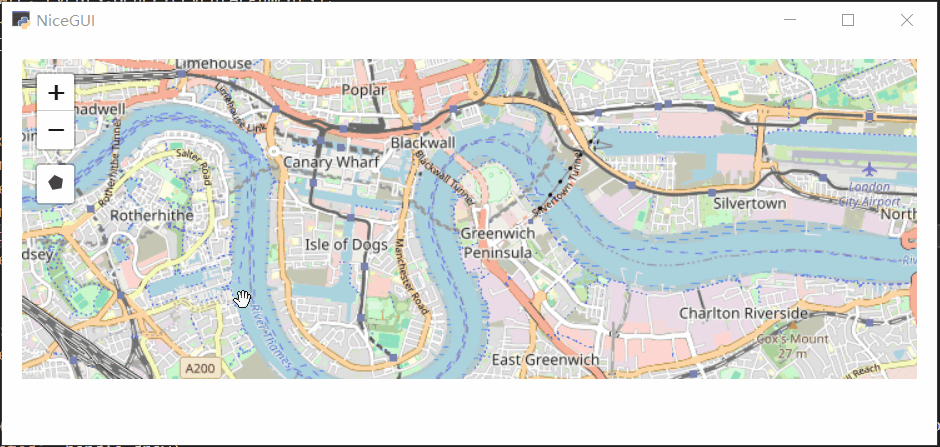 NiceGUI
Limehouse
Poplar
hadwell
Limehouse Link
Blackwall
Canary Wharf
Rotherhithe Tunnel
Salter Road
Blackwall Tunnel
Silvertown Tunnel
London
City Airport
Silvertown
North
Rotherhithe
Greenwich
Peninsula
Isle of Dogs
Manchester Road
dsey
River Thames
Charlton Riverside
Cox's Mount
27 m
East Greenwich
A200
ll Reach